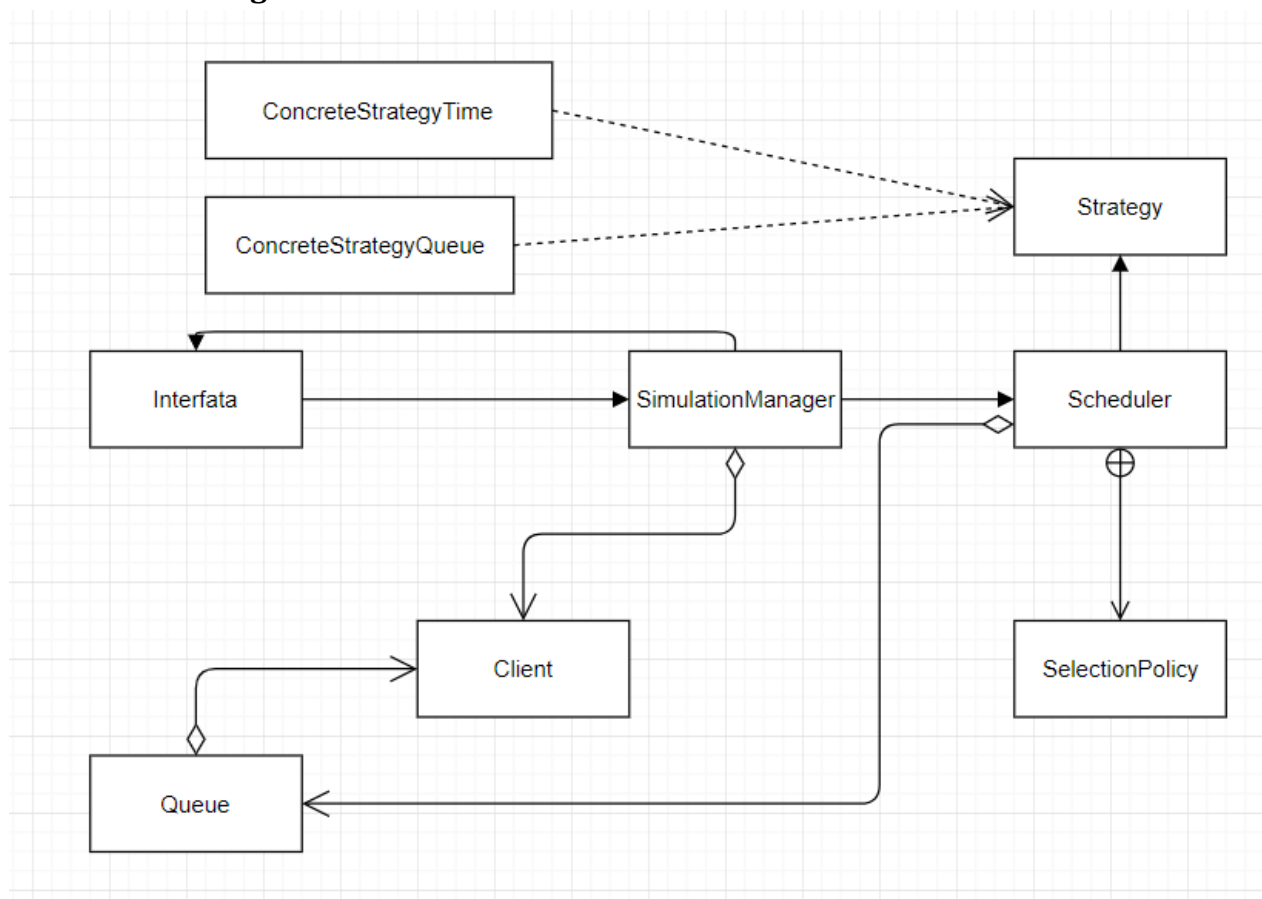 ConcreteStrategyTime
Strategy
ConcreteStrategyQueue
Interfata
SimulationManager
Scheduler
Client
SelectionPolicy
Queue